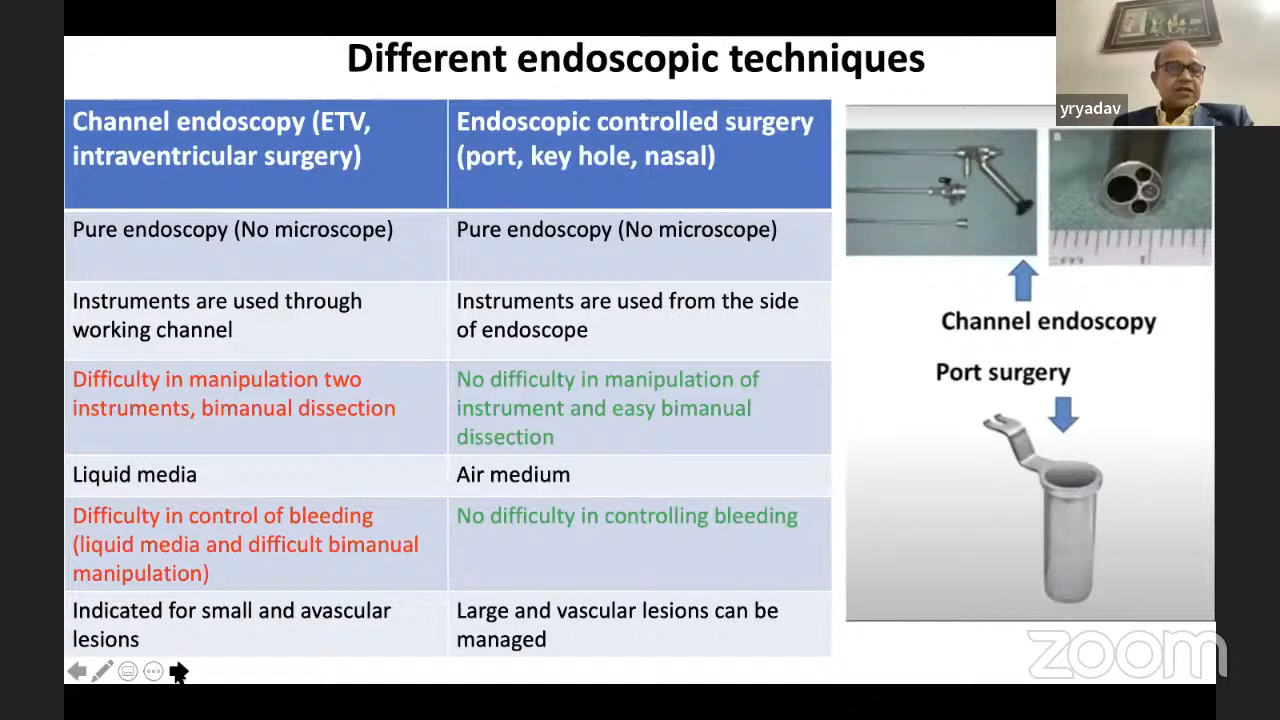 Different endoscopic techniques
yryadav
Channel endoscopy (ETV,
intraventricular surgery)
Endoscopic controlled surgery
(port, key hole, nasal)
Pure endoscopy (No microscope)
Pure endoscopy (No microscope)
Instruments are used through
working channel
Instruments are used from the side
of endoscope
Difficulty in manipulation two
instruments, bimanual dissection
No difficulty in manipulation of
instrument and easy bimanual
dissection
Liquid media
Air medium
Difficulty in control of bleeding
(liquid media and difficult bimanual
manipulation)
No difficulty in controlling bleeding
Indicated for small and avascular
lesions
Large and vascular lesions can be
managed
Channel endoscopy
Port surgery
zoom